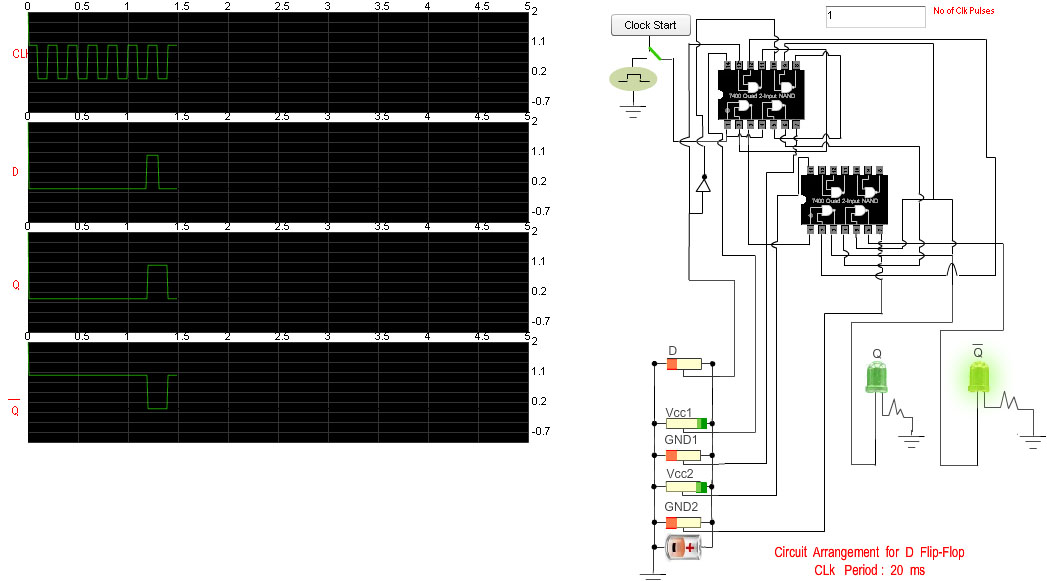 0 0.5 1 1.5 2 2.5 3 3.5 4 4.5 5
2
1.1
0.2
-0.7
CLK
0 0.5 1 1.5 2 2.5 3 3.5 4 4.5 5
2
1.1
0.2
-0.7
D
0 0.5 1 1.5 2 2.5 3 3.5 4 4.5 5
2
1.1
0.2
-0.7
Q
0 0.5 1 1.5 2 2.5 3 3.5 4 4.5 5
2
1.1
0.2
-0.7
Q
Clock Start
1
No of Clk Pulses
7400 Quad 2-Input NAND
7400 Quad 2-Input NAND
D
Vcc1
GND1
Vcc2
GND2
Q
Q
Circuit Arrangement for D Flip-Flop
CLk Period : 20 ms